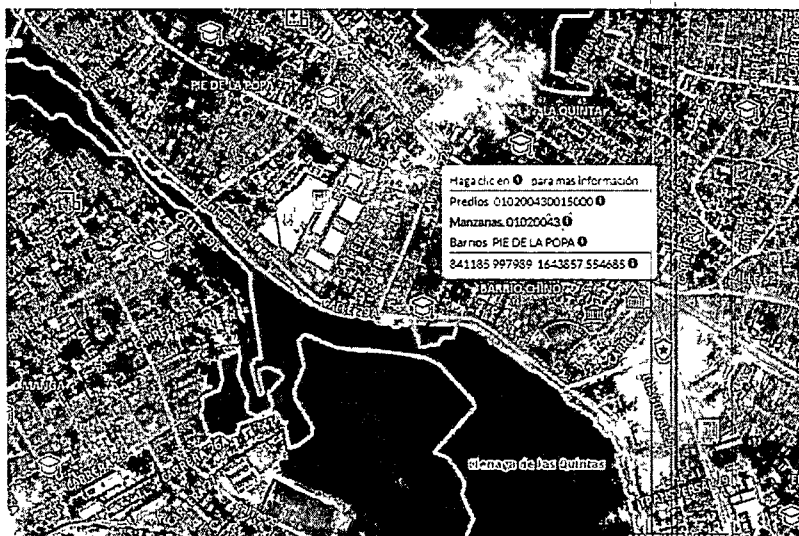 PIE DE LA POPA
LA QUINTA
Haga clic en para mas información
Predios 010200430015000
Manzanas. 01020043
Barrios PIE DE LA POPA
841185 997989 1643857.554685
BARRIO CHINO
MANGA
Cienaga de las Quintas